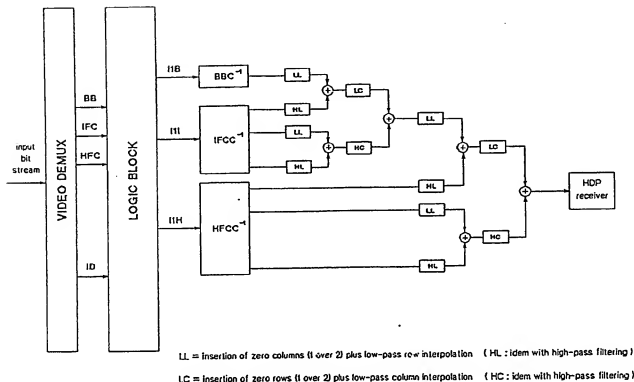 BB
IFC
HFC
ID
input
bit
stream
VIDEO DEMUX
LOGIC BLOCK
I1B
I1I
I1H
BBC⁻¹
IFCC⁻¹
HFCC⁻¹
LL
HL
LL
HL
LC
HC
LL
HL
LL
HL
LC
HC
HDP
receiver
LL = insertion of zero columns (1 over 2) plus low-pass row interpolation ( HL : idem with high-pass filtering )
LC = insertion of zero rows (1 over 2) plus low-pass column interpolation ( HC : idem with high-pass filtering )